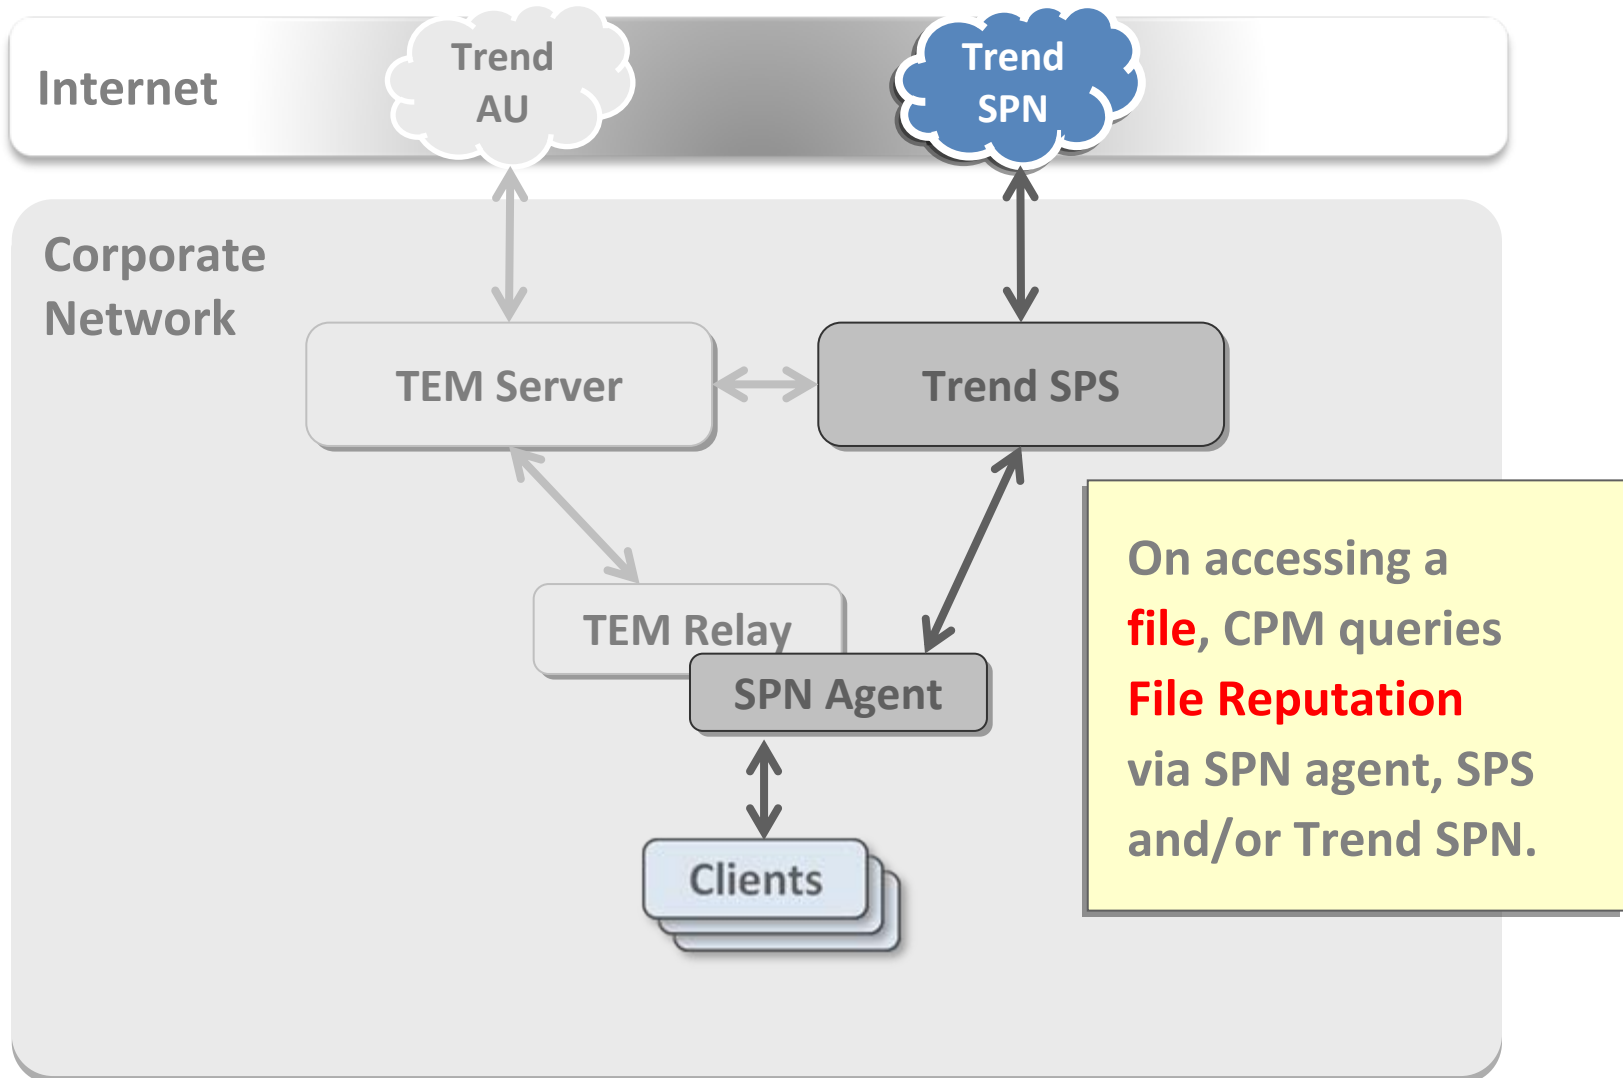 Internet
Trend
AU
Trend
SPN
Corporate
Network
TEM Server
Trend SPS
TEM Relay
SPN Agent
Clients
On accessing a
file, CPM queries
File Reputation
via SPN agent, SPS
and/or Trend SPN.